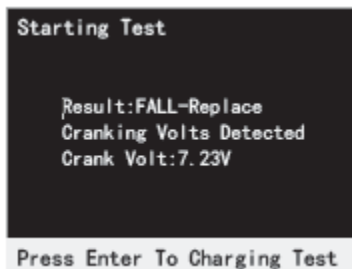 Starting Test
Result:FALL-Replace
Cranking Volts Detected
Crank Volt:7.23V
Press Enter To Charging Test